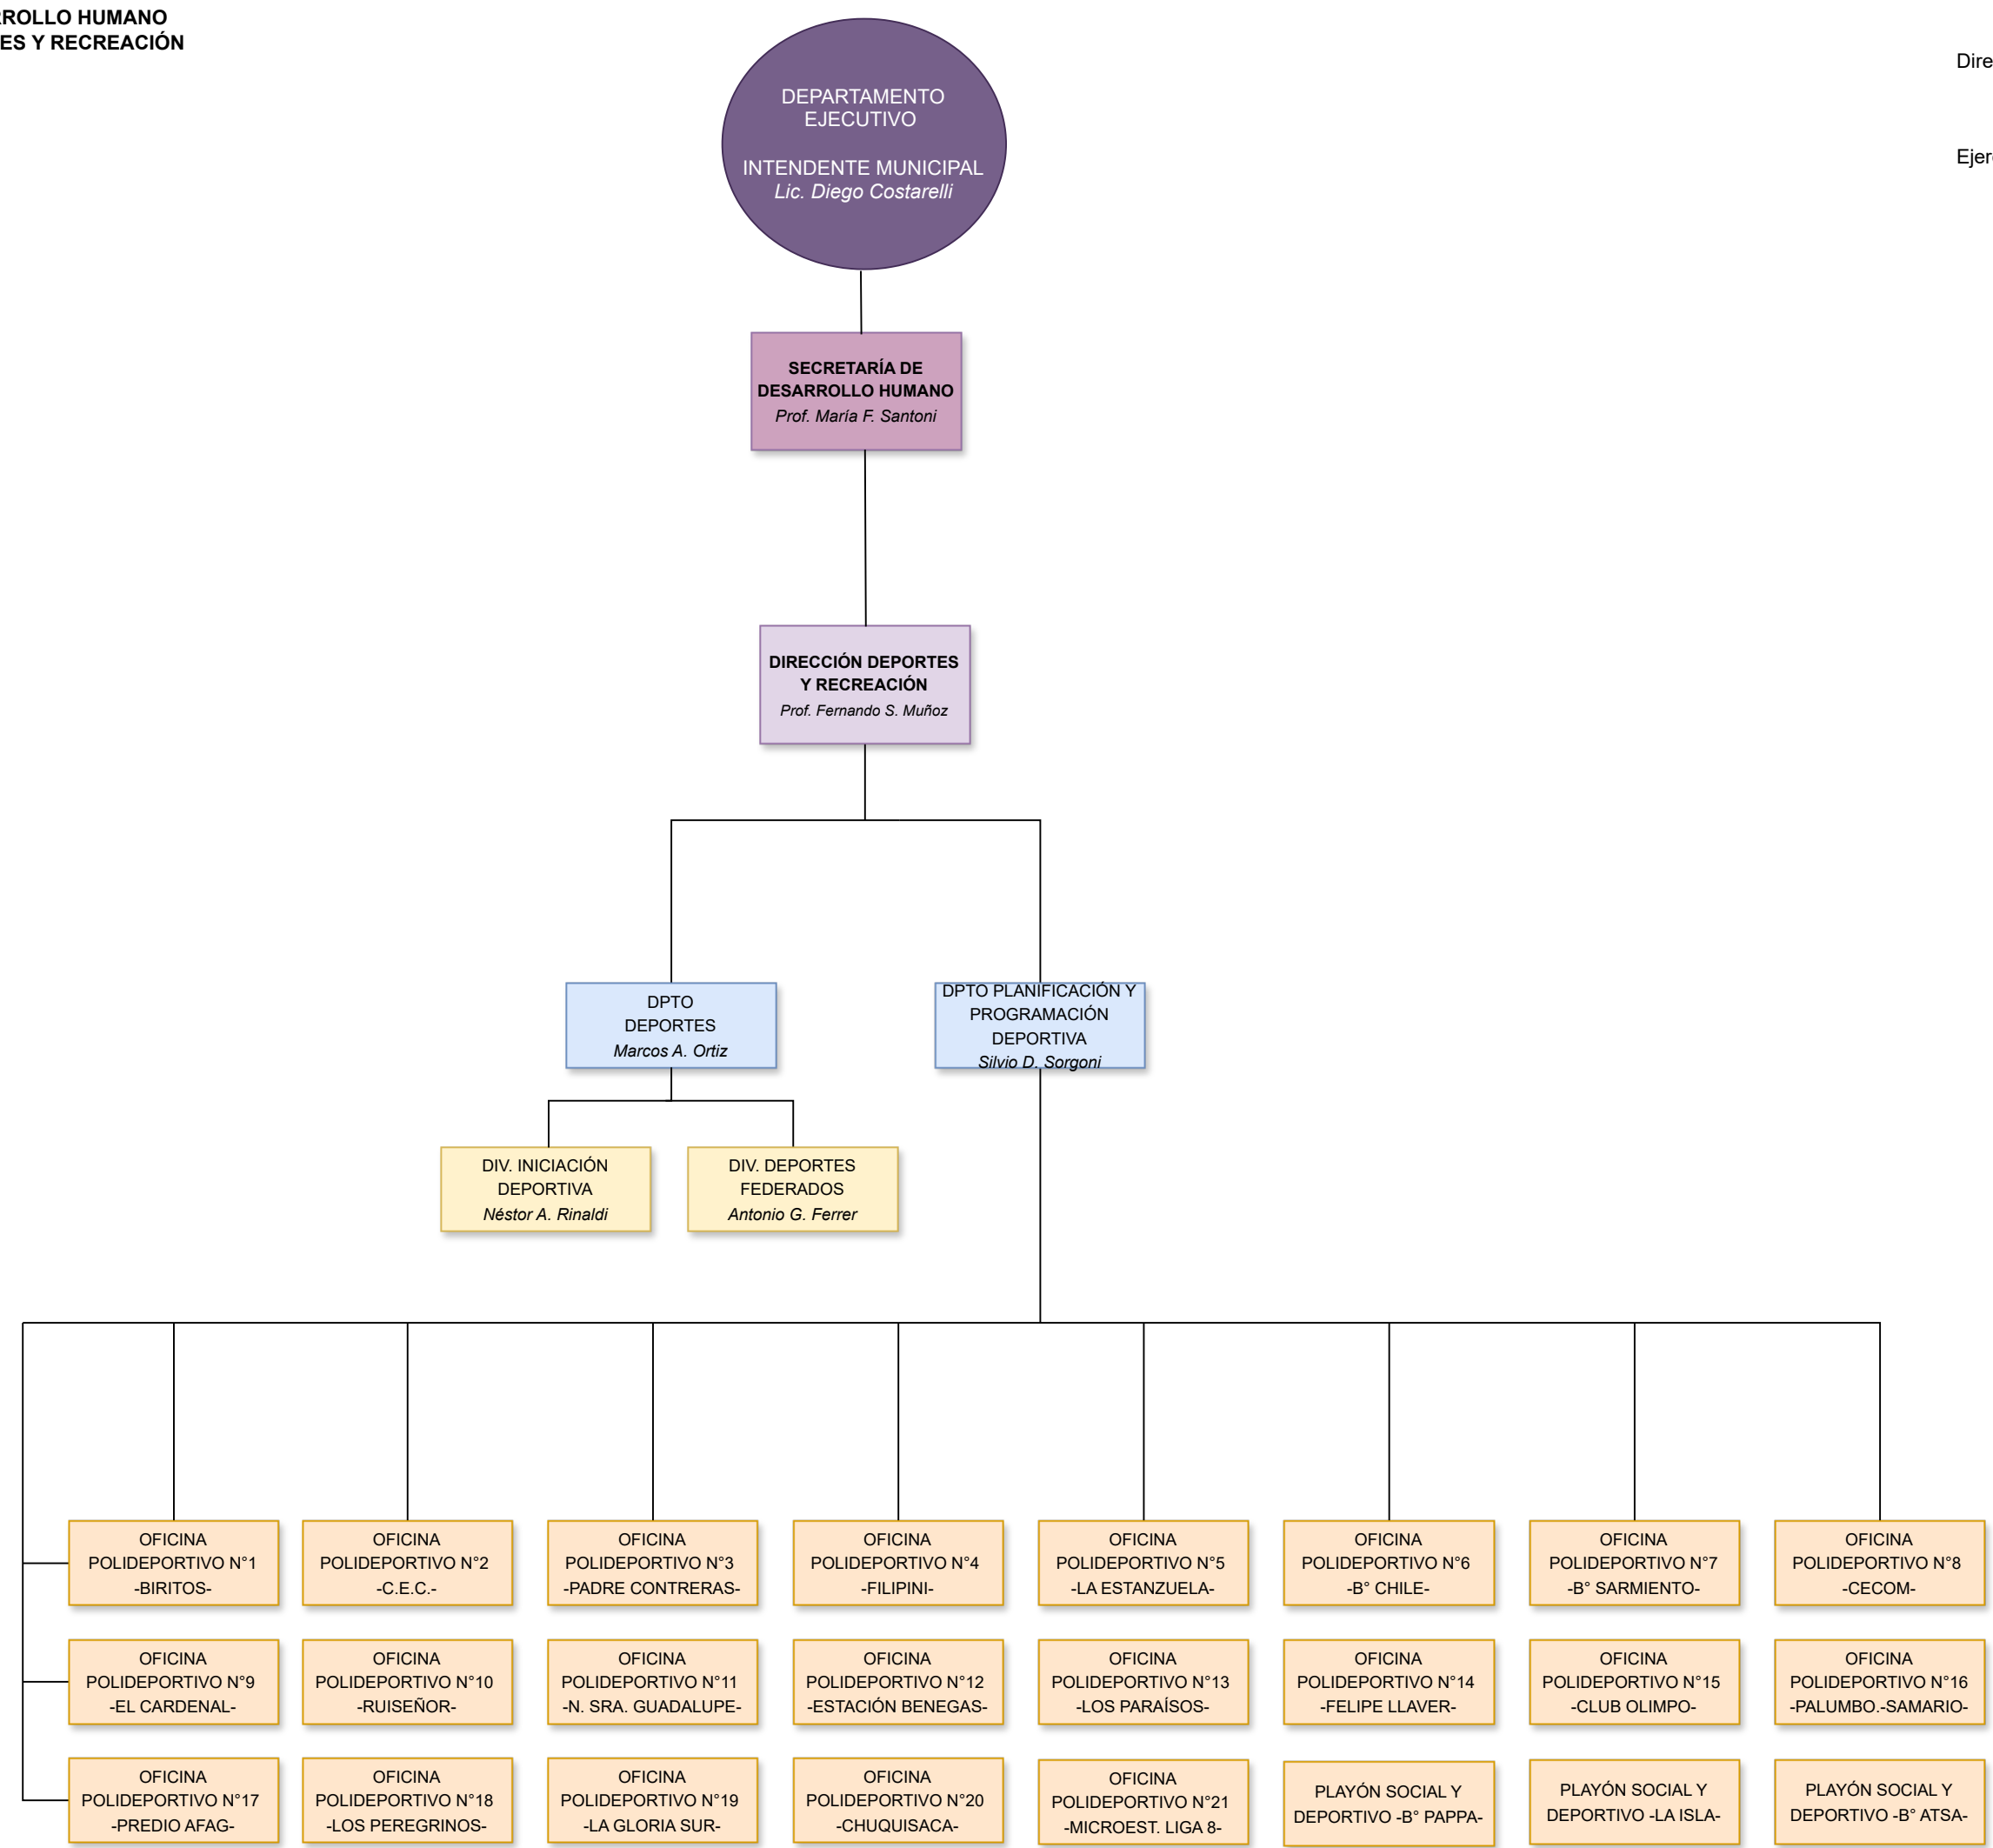 RROLLO HUMANO
ES Y RECREACIÓN
Dire
Ejer
DEPARTAMENTO
EJECUTIVO
INTENDENTE MUNICIPAL
Lic. Diego Costarelli
SECRETARÍA DE
DESARROLLO HUMANO
Prof. María F. Santoni
DIRECCIÓN DEPORTES
Y RECREACIÓN
Prof. Fernando S. Muñoz
DPTO
DEPORTES
Marcos A. Ortiz
DPTO PLANIFICACIÓN Y
PROGRAMACIÓN
DEPORTIVA
Silvio D. Sorgoni
DIV. INICIACIÓN
DEPORTIVA
Néstor A. Rinaldi
DIV. DEPORTES
FEDERADOS
Antonio G. Ferrer
OFICINA
POLIDEPORTIVO N°1
-BIRITOS-
OFICINA
POLIDEPORTIVO N°2
-C.E.C.-
OFICINA
POLIDEPORTIVO N°3
-PADRE CONTRERAS-
OFICINA
POLIDEPORTIVO N°4
-FILIPINI-
OFICINA
POLIDEPORTIVO N°5
-LA ESTANZUELA-
OFICINA
POLIDEPORTIVO N°6
-B° CHILE-
OFICINA
POLIDEPORTIVO N°7
-B° SARMIENTO-
OFICINA
POLIDEPORTIVO N°8
-CECOM-
OFICINA
POLIDEPORTIVO N°9
-EL CARDENAL-
OFICINA
POLIDEPORTIVO N°10
-RUISEÑOR-
OFICINA
POLIDEPORTIVO N°11
-N. SRA. GUADALUPE-
OFICINA
POLIDEPORTIVO N°12
-ESTACIÓN BENEGAS-
OFICINA
POLIDEPORTIVO N°13
-LOS PARAÍSOS-
OFICINA
POLIDEPORTIVO N°14
-FELIPE LLAVER-
OFICINA
POLIDEPORTIVO N°15
-CLUB OLIMPO-
OFICINA
POLIDEPORTIVO N°16
-PALUMBO.-SAMARIO-
OFICINA
POLIDEPORTIVO N°17
-PREDIO AFAG-
OFICINA
POLIDEPORTIVO N°18
-LOS PEREGRINOS-
OFICINA
POLIDEPORTIVO N°19
-LA GLORIA SUR-
OFICINA
POLIDEPORTIVO N°20
-CHUQUISACA-
OFICINA
POLIDEPORTIVO N°21
-MICROEST. LIGA 8-
PLAYÓN SOCIAL Y
DEPORTIVO -B° PAPPA-
PLAYÓN SOCIAL Y
DEPORTIVO -LA ISLA-
PLAYÓN SOCIAL Y
DEPORTIVO -B° ATSA-